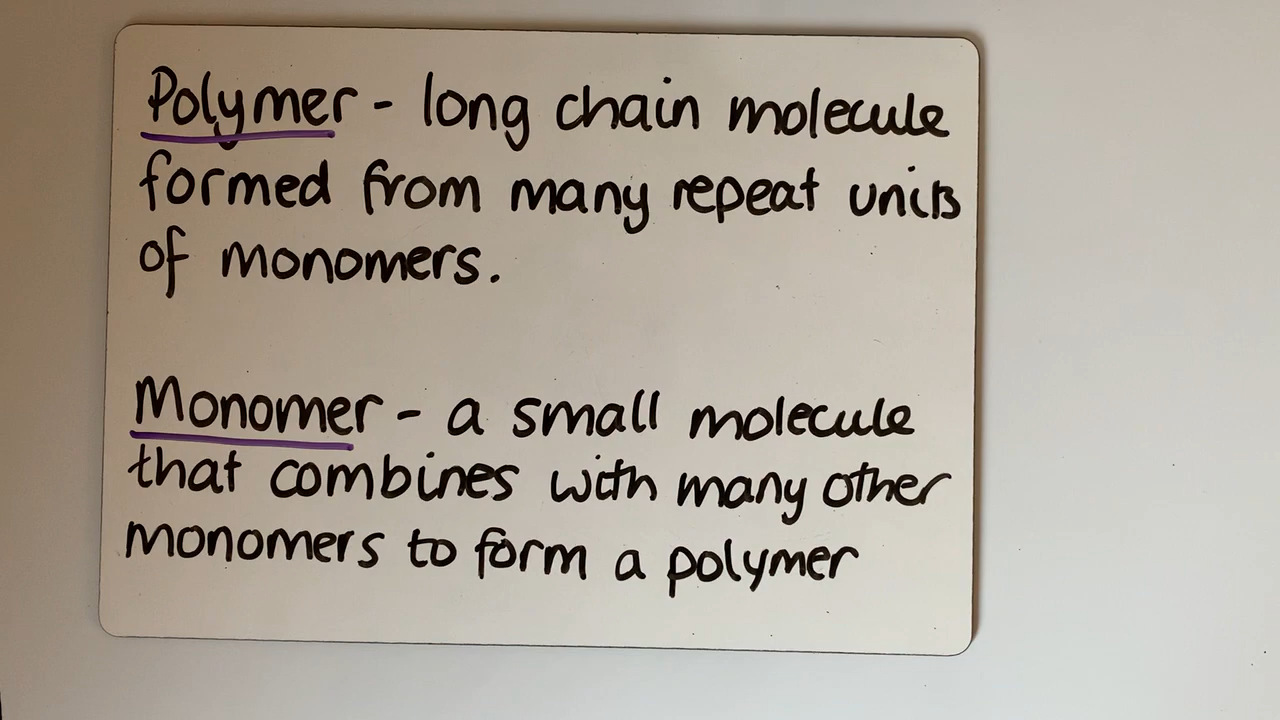 Polymer - long chain molecule
formed from many repeat units
of monomers.
Monomer - a small molecule
that combines with many other
monomers to form a polymer